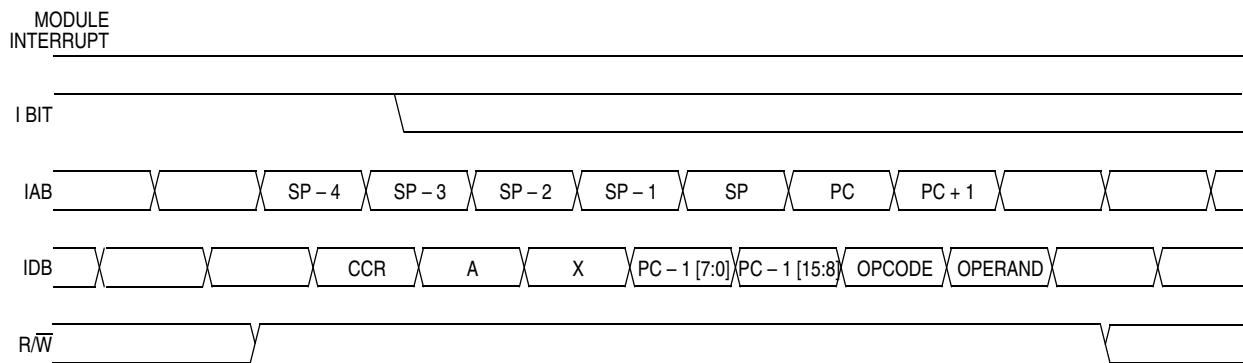 MODULE
INTERRUPT
I BIT
IAB SP – 4 SP – 3 SP – 2 SP – 1 SP PC PC + 1
IDB CCR A X PC – 1 [7:0] PC – 1 [15:8] OPCODE OPERAND
R/W̅